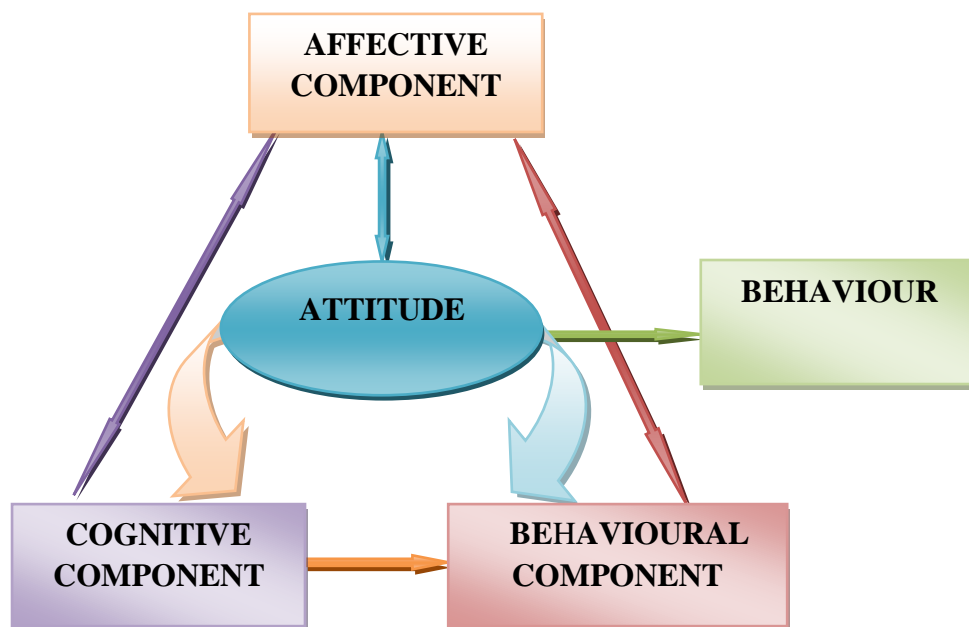 AFFECTIVE
COMPONENT
ATTITUDE
BEHAVIOUR
COGNITIVE
COMPONENT
BEHAVIOURAL
COMPONENT